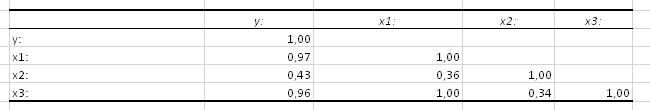 y: x1: x2: x3:
y: 1,00
x1: 0,97 1,00
x2: 0,43 0,36 1,00
x3: 0,96 1,00 0,34 1,00